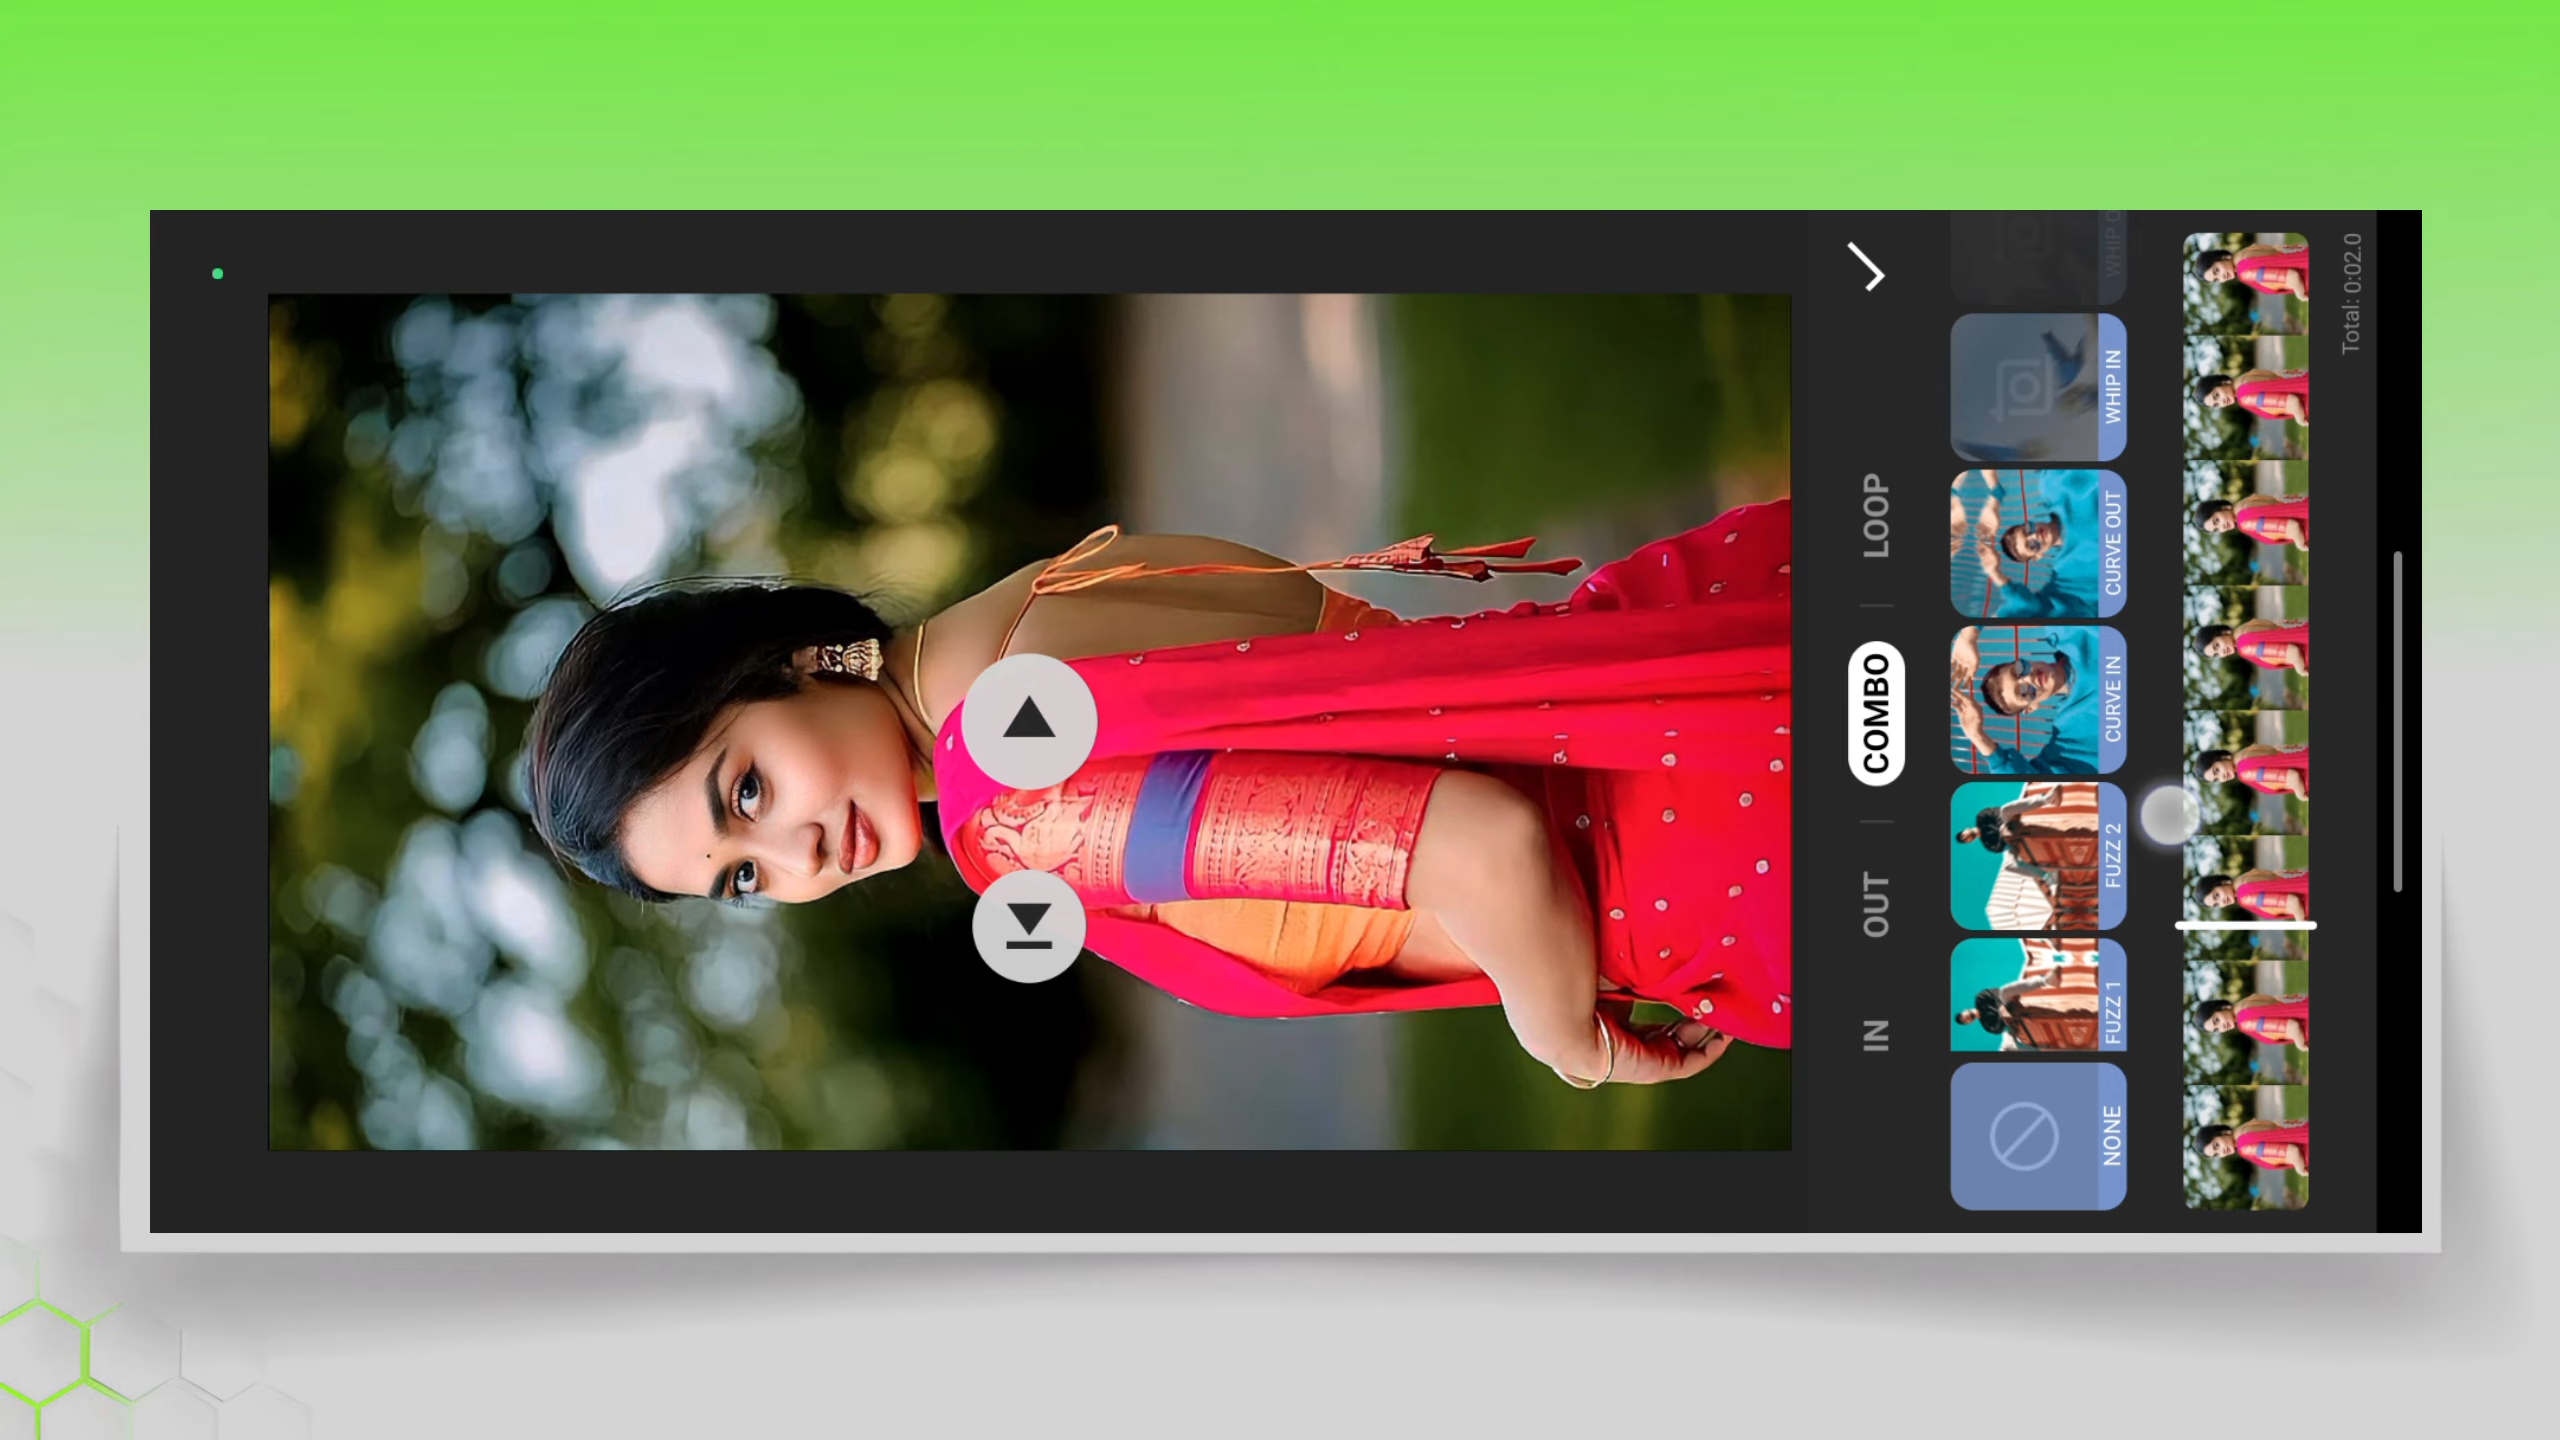 IN
OUT
COMBO
LOOP
NONE
FUZZ 1
FUZZ 2
CURVE IN
CURVE OUT
WHIP IN
WHIP O
Total: 0:02.0